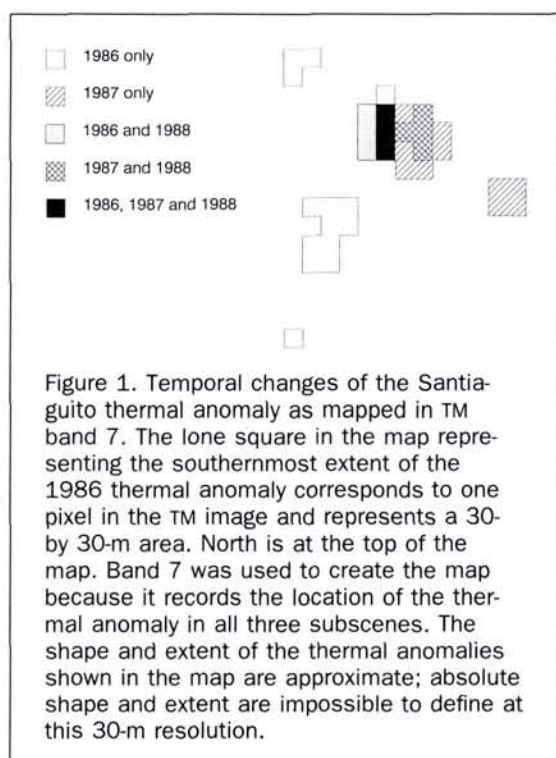 1986 only
1987 only
1986 and 1988
1987 and 1988
1986, 1987 and 1988
Figure 1. Temporal changes of the Santia-
guito thermal anomaly as mapped in TM
band 7. The lone square in the map repre-
senting the southernmost extent of the
1986 thermal anomaly corresponds to one
pixel in the TM image and represents a 30-
by 30-m area. North is at the top of the
map. Band 7 was used to create the map
because it records the location of the ther-
mal anomaly in all three subscenes. The
shape and extent of the thermal anomalies
shown in the map are approximate; absolute
shape and extent are impossible to define at
this 30-m resolution.